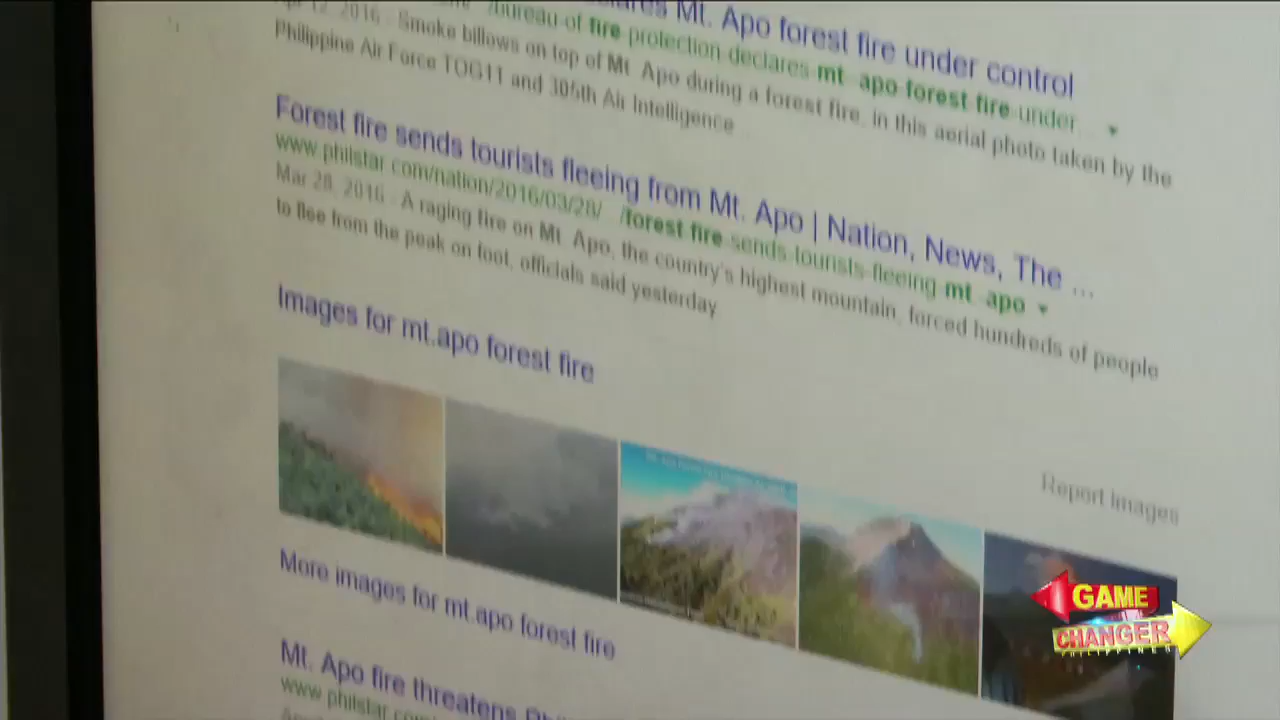 Mt. Apo forest fire under control
/bureau-of-fire-protection-declares-mt-apo-forest-fire-under...
Apr 12, 2016 - Smoke billows on top of Mt. Apo during a forest fire, in this aerial photo taken by the
Philippine Air Force TOG11 and 305th Air Intelligence
Forest fire sends tourists fleeing from Mt. Apo | Nation, News, The ...
www.philstar.com/nation/2016/03/28/.../forest-fire-sends-tourists-fleeing-mt-apo
Mar 28, 2016 - A raging fire on Mt. Apo, the country's highest mountain, forced hundreds of people
to flee from the peak on foot, officials said yesterday
Images for mt.apo forest fire
Report images
More images for mt.apo forest fire
Mt. Apo fire threatens
www.philstar.com
GAME
CHANGER
PHILIPPINES